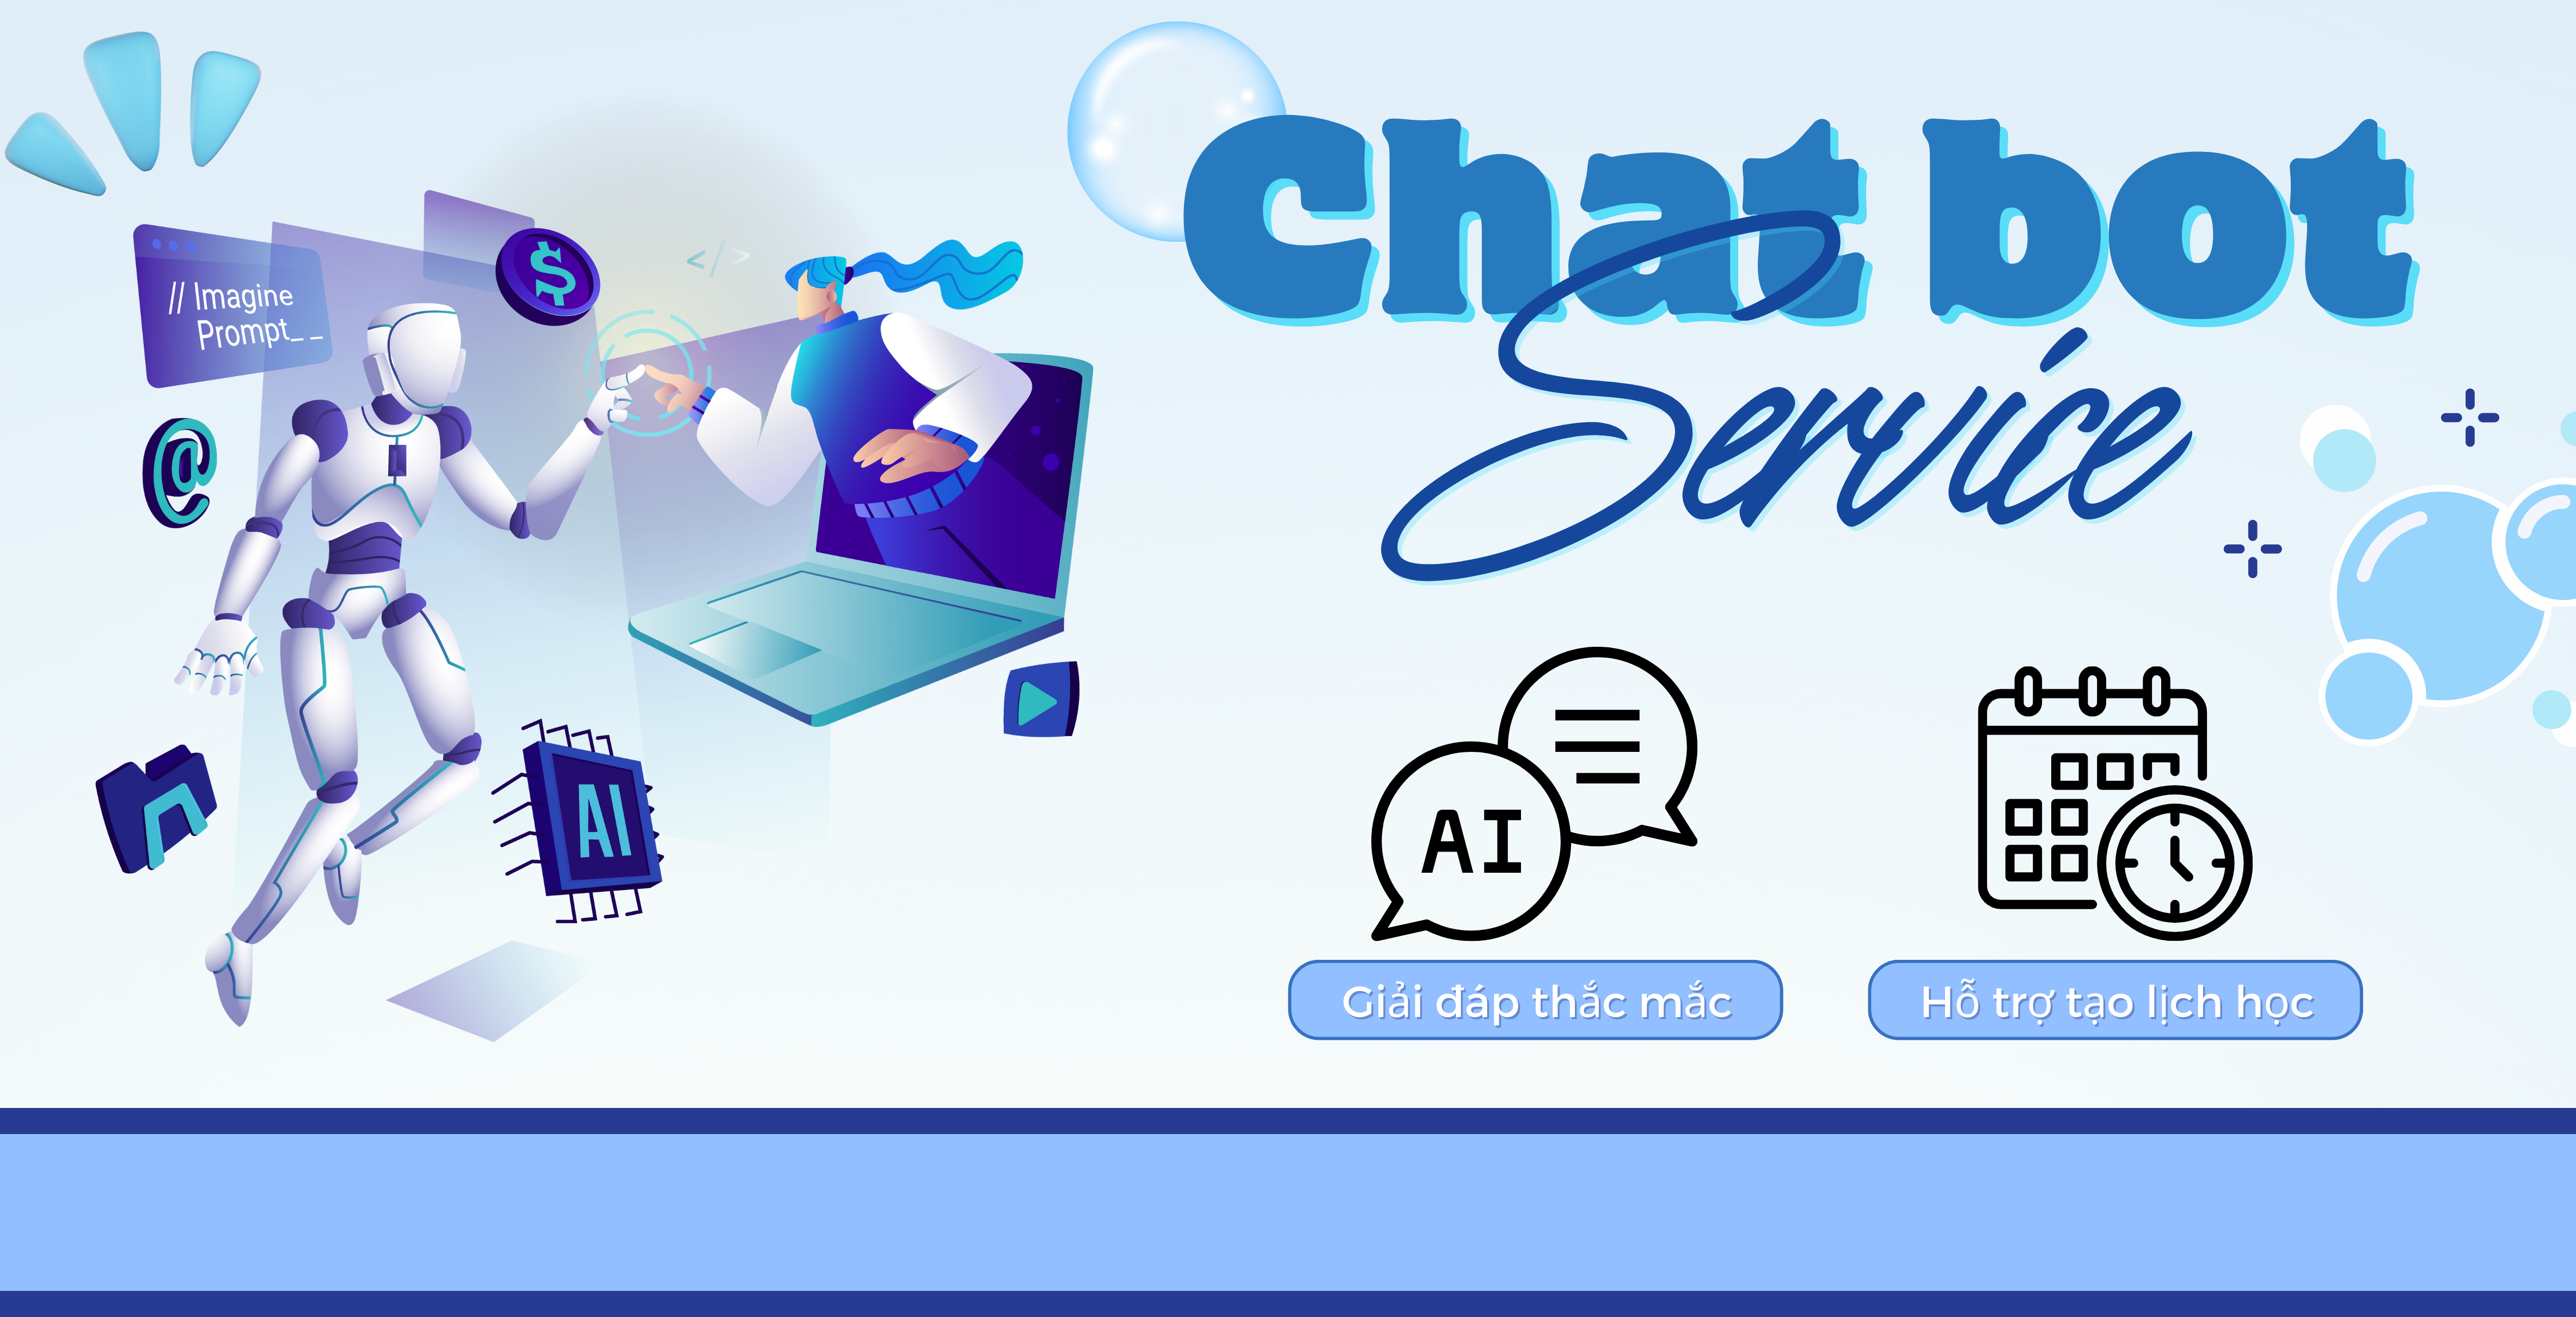 Chat bot
Service
// Imagine
Prompt_ _
$
</>
@
AI
AI
Giải đáp thắc mắc
Hỗ trợ tạo lịch học